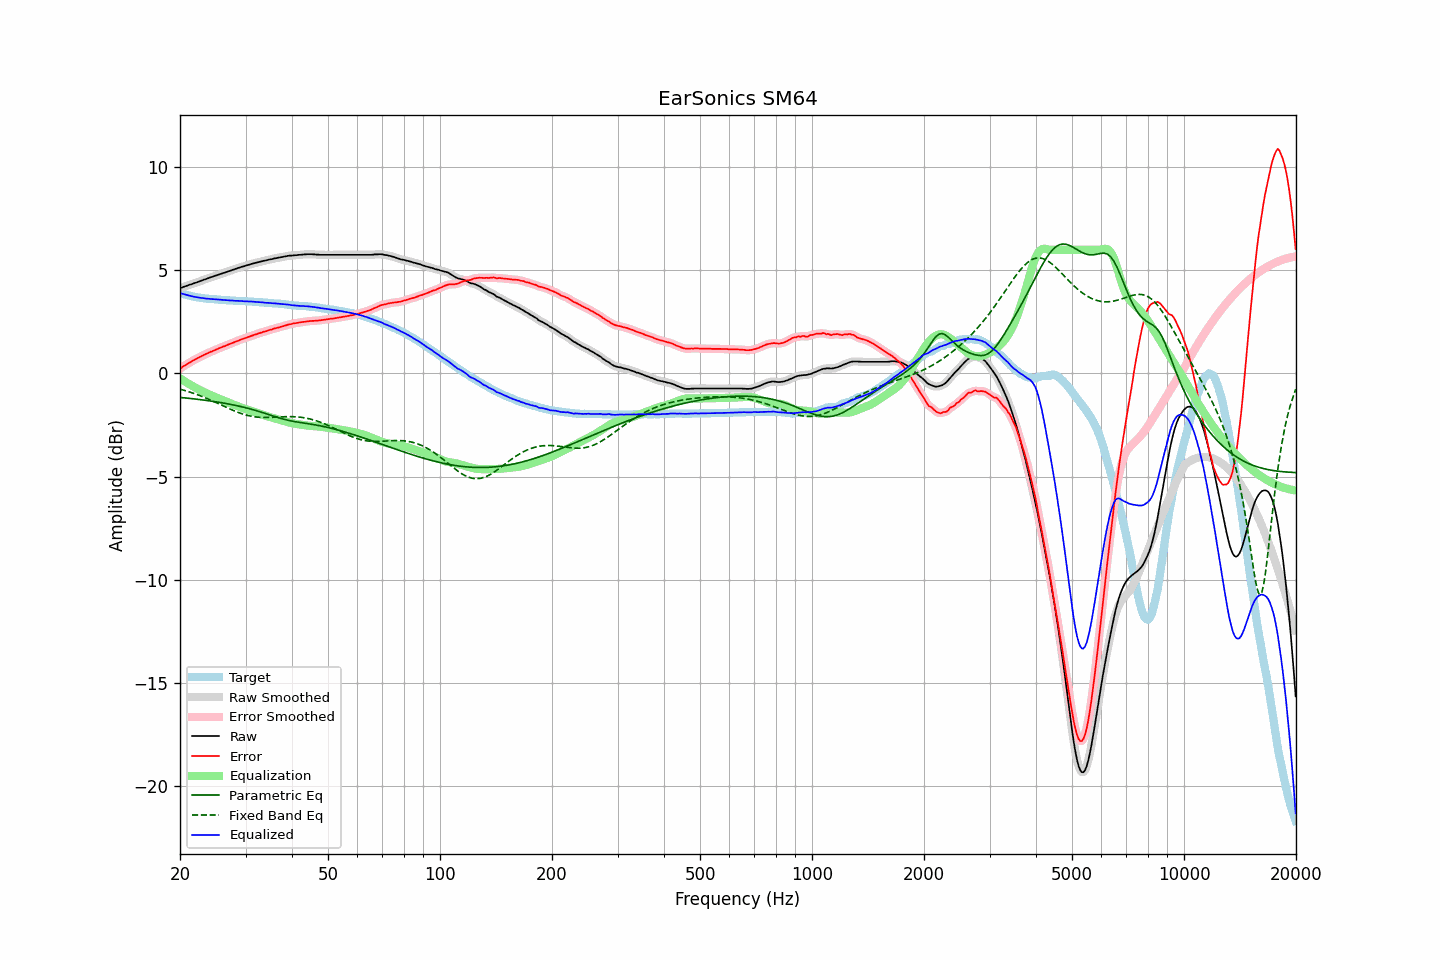 EarSonics SM64
Amplitude (dBr)
10
5
0
−5
−10
−15
−20
Target
Raw Smoothed
Error Smoothed
Raw
Error
Equalization
Parametric Eq
Fixed Band Eq
Equalized
20 50 100 200 500 1000 2000 5000 10000 20000
Frequency (Hz)